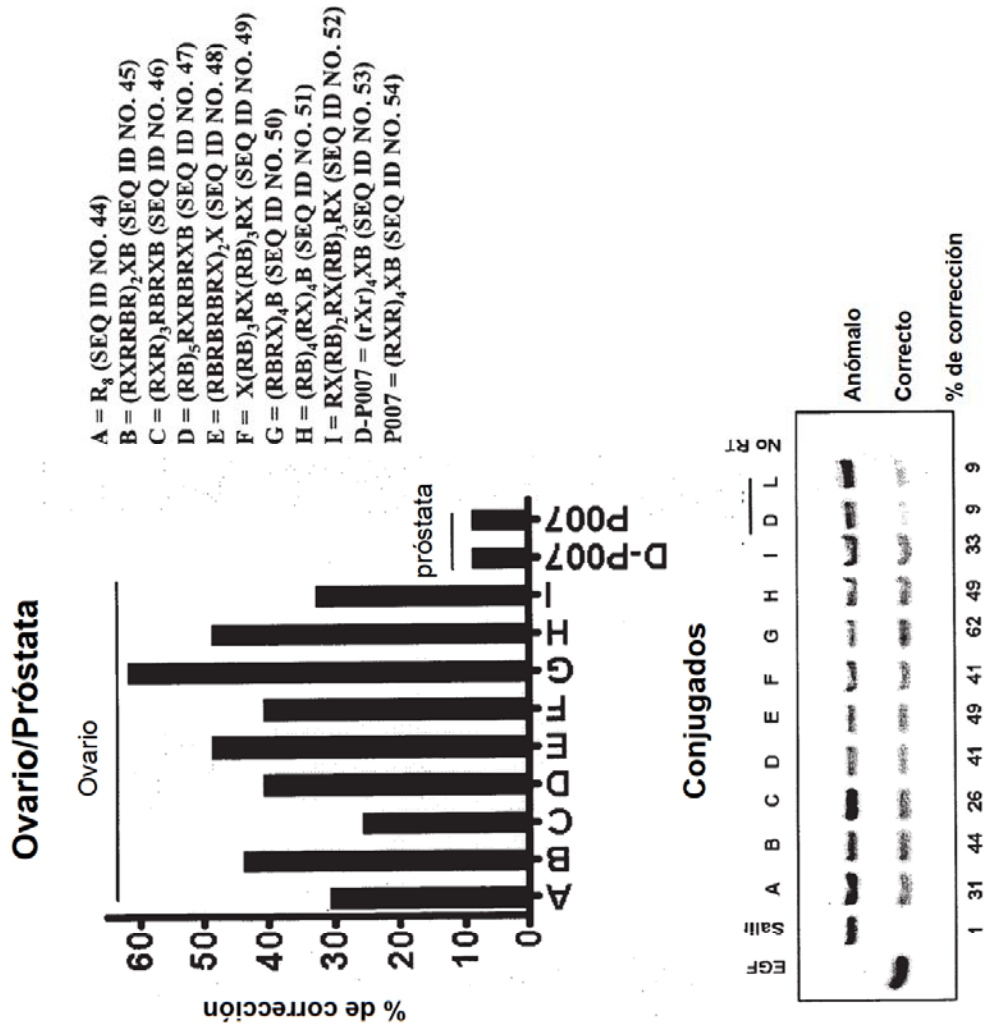 Ovario/Próstata
Ovario
próstata
% de corrección
60
50
40
30
20
10
0
A
B
C
D
E
F
G
H
I
D-P007
P007
A = R8 (SEQ ID NO. 44)
B = (RXRRBR)2XB (SEQ ID NO. 45)
C = (RXR)3RBRXB (SEQ ID NO. 46)
D = (RB)5RXRBRXB (SEQ ID NO. 47)
E = (RBRBRBRX)2X (SEQ ID NO. 48)
F = X(RB)3RX(RB)3RX (SEQ ID NO. 49)
G = (RBRX)4B (SEQ ID NO. 50)
H = (RB)4(RX)4B (SEQ ID NO. 51)
I = RX(RB)2RX(RB)3RX (SEQ ID NO. 52)
D-P007 = (rXr)4XB (SEQ ID NO. 53)
P007 = (RXR)4XB (SEQ ID NO. 54)
Conjugados
EGF A B C D E F G H I D L No RT
Anómalo
Correcto
1 31 44 26 41 49 41 62 49 33 9 9 % de corrección